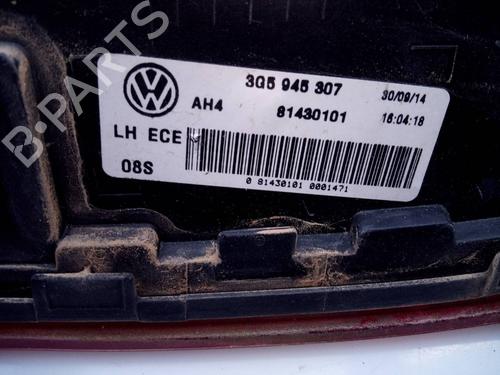 B-PARTS
3G5 945 307
30/09/14
AH4
81430101
16:04:18
LH ECE
08S
0 81430101 0001471